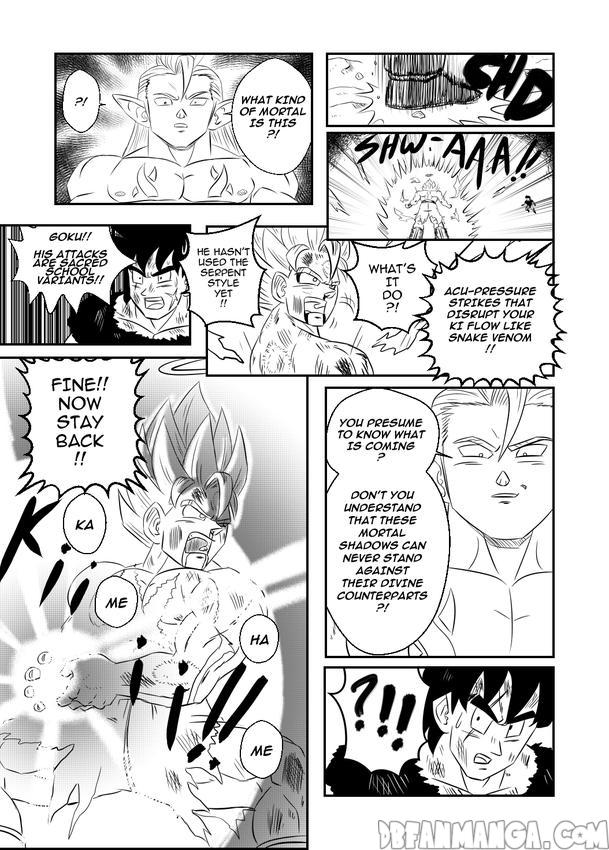 ?!
WHAT KIND
OF MORTAL
IS THIS
?!
SHD
SHW-AAA!!
GOKU!!
HIS ATTACKS
ARE SACRED
SCHOOL
VARIANTS!!
HE HASN'T
USED THE
SERPENT
STYLE
YET !!
WHAT'S
IT
DO
?!
ACU-PRESSURE
STRIKES THAT
DISRUPT YOUR
KI FLOW LIKE
SNAKE VENOM
!!
FINE!!
NOW
STAY
BACK
!!
KA
ME
HA
ME
YOU PRESUME
TO KNOW WHAT
IS COMING
?
DON'T YOU
UNDERSTAND
THAT THESE
MORTAL
SHADOWS CAN
NEVER STAND
AGAINST
THEIR DIVINE
COUNTERPARTS
?!
?!!
DBFANMANGA.COM